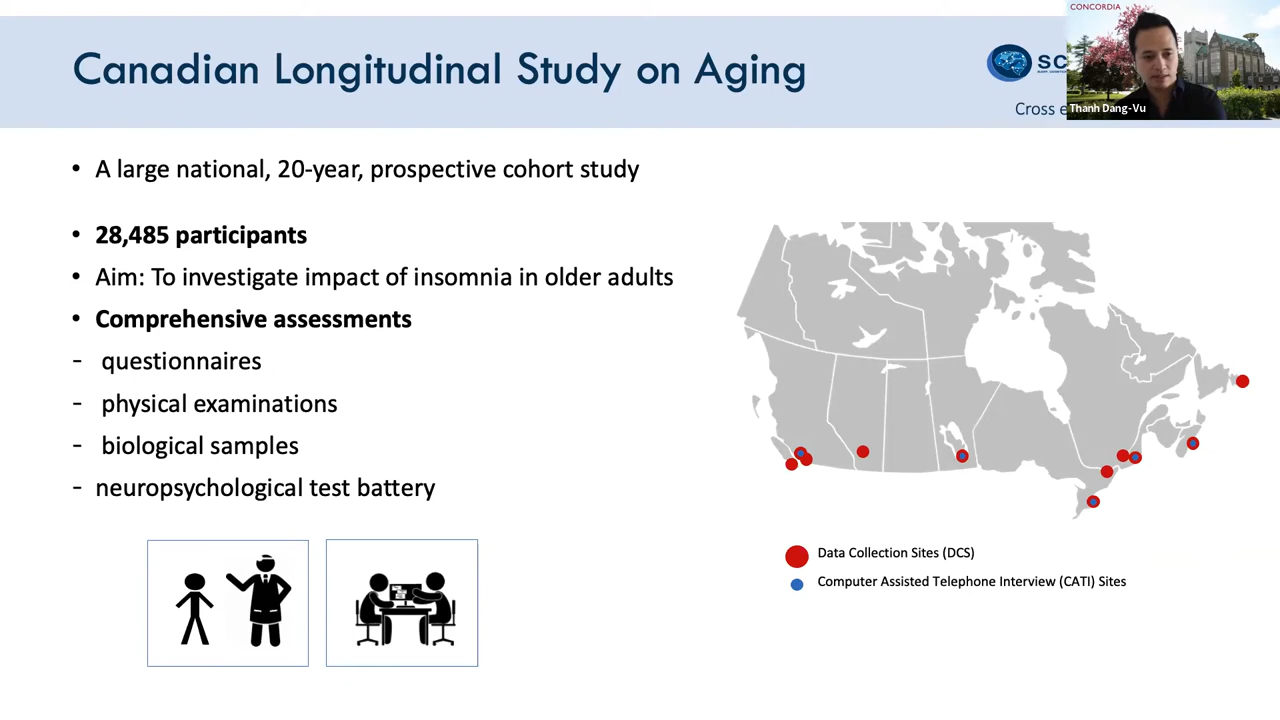 Canadian Longitudinal Study on Aging
CONCORDIA
SC
Cross e
Thanh Dang-Vu
• A large national, 20-year, prospective cohort study
• 28,485 participants
• Aim: To investigate impact of insomnia in older adults
• Comprehensive assessments
- questionnaires
- physical examinations
- biological samples
- neuropsychological test battery
Data Collection Sites (DCS)
Computer Assisted Telephone Interview (CATI) Sites